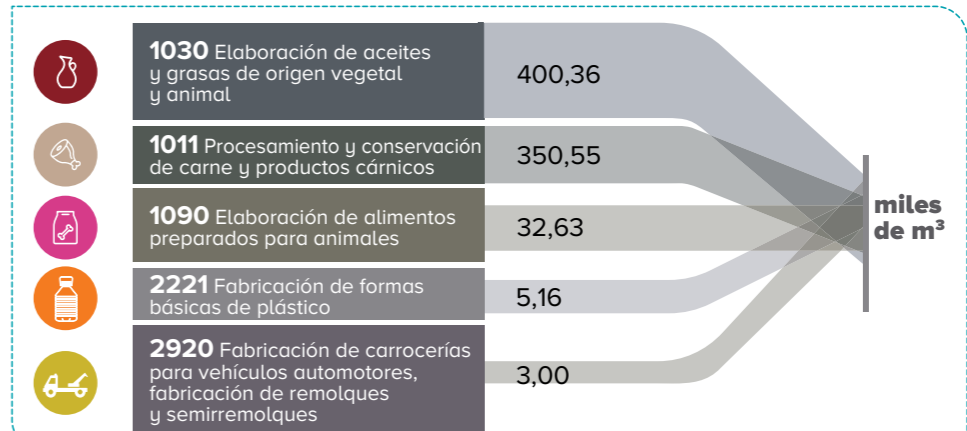 1030 Elaboración de aceites
y grasas de origen vegetal
y animal
400,36
1011 Procesamiento y conservación
de carne y productos cárnicos
350,55
1090 Elaboración de alimentos
preparados para animales
32,63
2221 Fabricación de formas
básicas de plástico
5,16
2920 Fabricación de carrocerías
para vehículos automotores,
fabricación de remolques
y semirremolques
3,00
miles
de m³